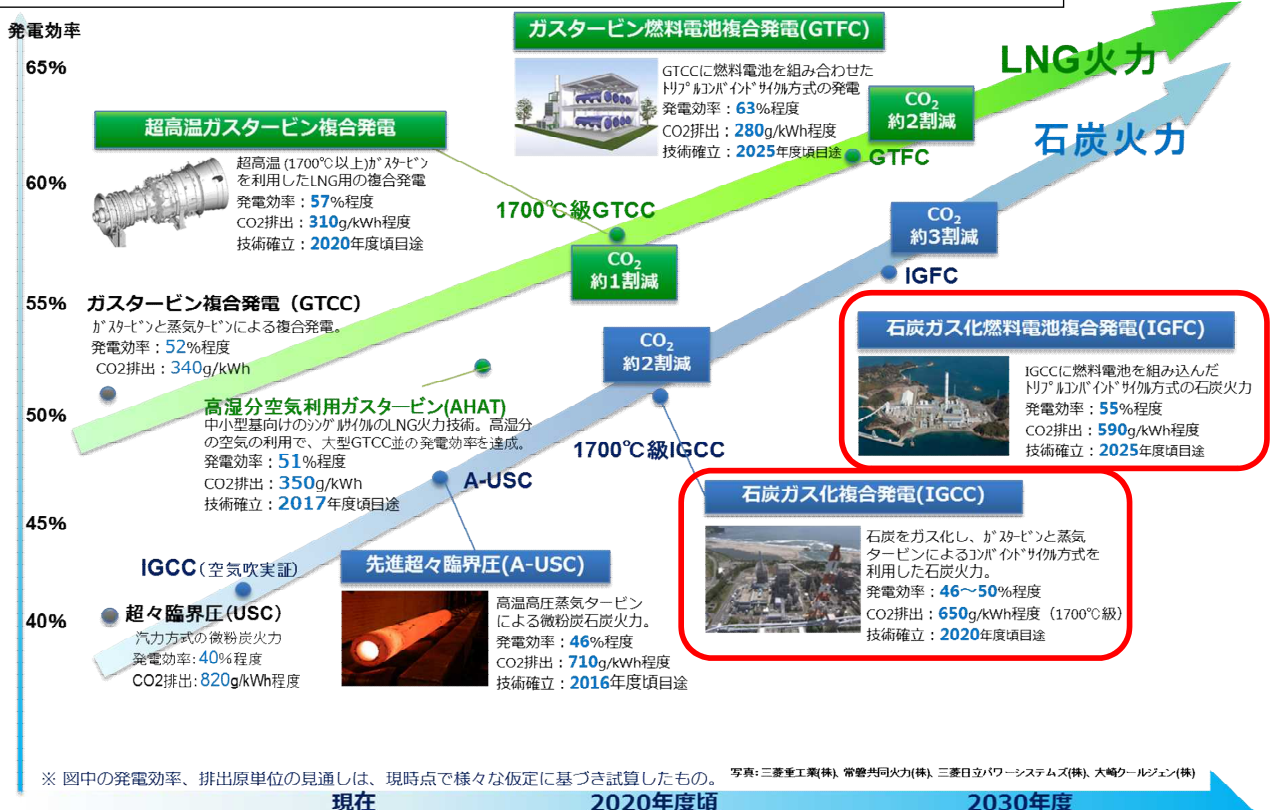 発電効率
65%
60%
55%
50%
45%
40%
ガスタービン燃料電池複合発電(GTFC)
GTCCに燃料電池を組み合わせた
ﾄﾘﾌﾟﾙｺﾝﾊﾞｲﾝﾄﾞｻｲｸﾙ方式の発電
発電効率：63%程度
CO2排出：280g/kWh程度
技術確立：2025年度頃目途
LNG火力
石炭火力
CO2
約2割減
GTFC
超高温ガスタービン複合発電
超高温(1700℃以上)ｶﾞｽﾀｰﾋﾞﾝ
を利用したLNG用の複合発電
発電効率：57%程度
CO2排出：310g/kWh程度
技術確立：2020年度頃目途
1700℃級GTCC
CO2
約1割減
CO2
約3割減
IGFC
ガスタービン複合発電（GTCC）
ｶﾞｽﾀｰﾋﾞﾝと蒸気ﾀｰﾋﾞﾝによる複合発電。
発電効率：52%程度
CO2排出：340g/kWh
CO2
約2割減
石炭ガス化燃料電池複合発電(IGFC)
IGCCに燃料電池を組み込んだ
ﾄﾘﾌﾟﾙｺﾝﾊﾞｲﾝﾄﾞｻｲｸﾙ方式の石炭火力
発電効率：55%程度
CO2排出：590g/kWh程度
技術確立：2025年度頃目途
高湿分空気利用ガスタービン(AHAT)
中小型基向けのｼﾝｸﾞﾙｻｲｸﾙのLNG火力技術。高湿分
の空気の利用で、大型GTCC並の発電効率を達成。
発電効率：51%程度
CO2排出：350g/kWh
技術確立：2017年度頃目途
1700℃級IGCC
A-USC
石炭ガス化複合発電(IGCC)
石炭をガス化し、ｶﾞｽﾀｰﾋﾞﾝと蒸気
タービンによるｺﾝﾊﾞｲﾝﾄﾞｻｲｸﾙ方式を
利用した石炭火力。
発電効率：46～50%程度
CO2排出：650g/kWh程度（1700℃級）
技術確立：2020年度頃目途
IGCC(空気吹実証)
先進超々臨界圧(A-USC)
高温高圧蒸気タービン
による微粉炭石炭火力。
発電効率：46%程度
CO2排出：710g/kWh程度
技術確立：2016年度頃目途
超々臨界圧(USC)
汽力方式の微粉炭火力
発電効率:40%程度
CO2排出:820g/kWh程度
※ 図中の発電効率、排出原単位の見通しは、現時点で様々な仮定に基づき試算したもの。
写真：三菱重工業(株)、常磐共同火力(株)、三菱日立パワーシステムズ(株)、大崎クールジェン(株)
現在
2020年度頃
2030年度